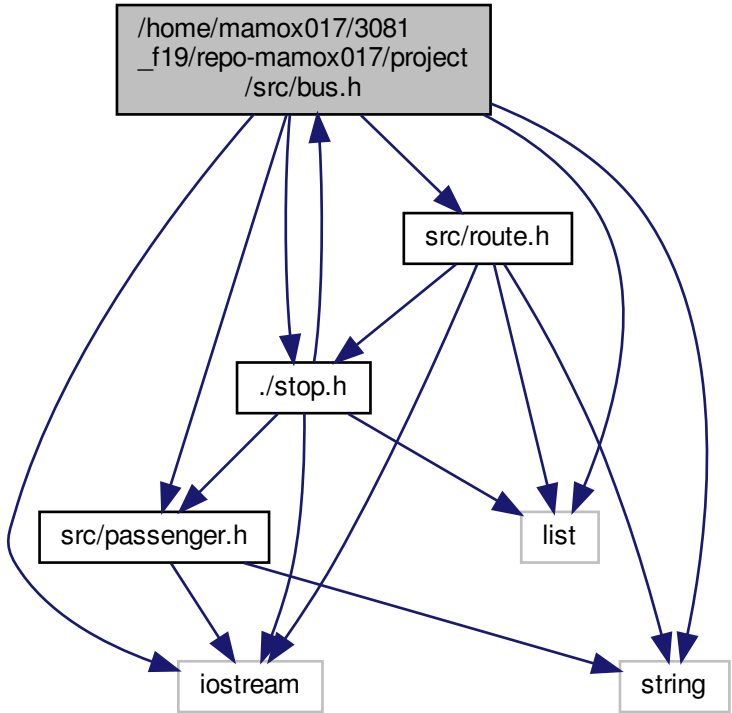 /home/mamox017/3081
_f19/repo-mamox017/project
/src/bus.h
src/route.h
./stop.h
src/passenger.h
list
iostream
string